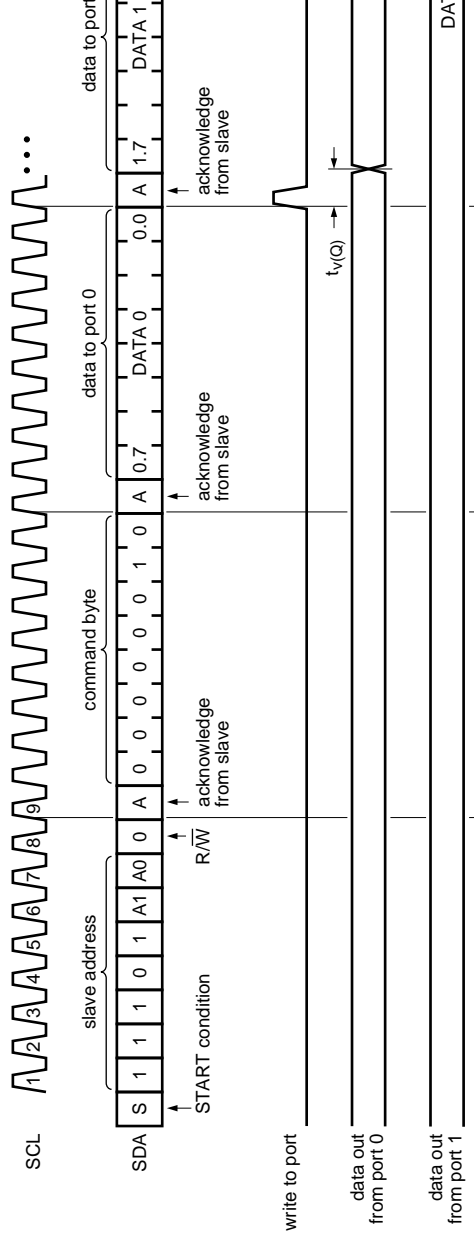 SCL
1 2 3 4 5 6 7 8 9
slave address
command byte
data to port 0
data to port
SDA
S 1 1 1 0 1 A1 A0 0 A 0 0 0 0 0 0 1 0 A 0.7 DATA 0 0.0 A 1.7 DATA 1
START condition
R/W̅
acknowledge
from slave
acknowledge
from slave
acknowledge
from slave
write to port
tv(Q)
data out
from port 0
data out
from port 1